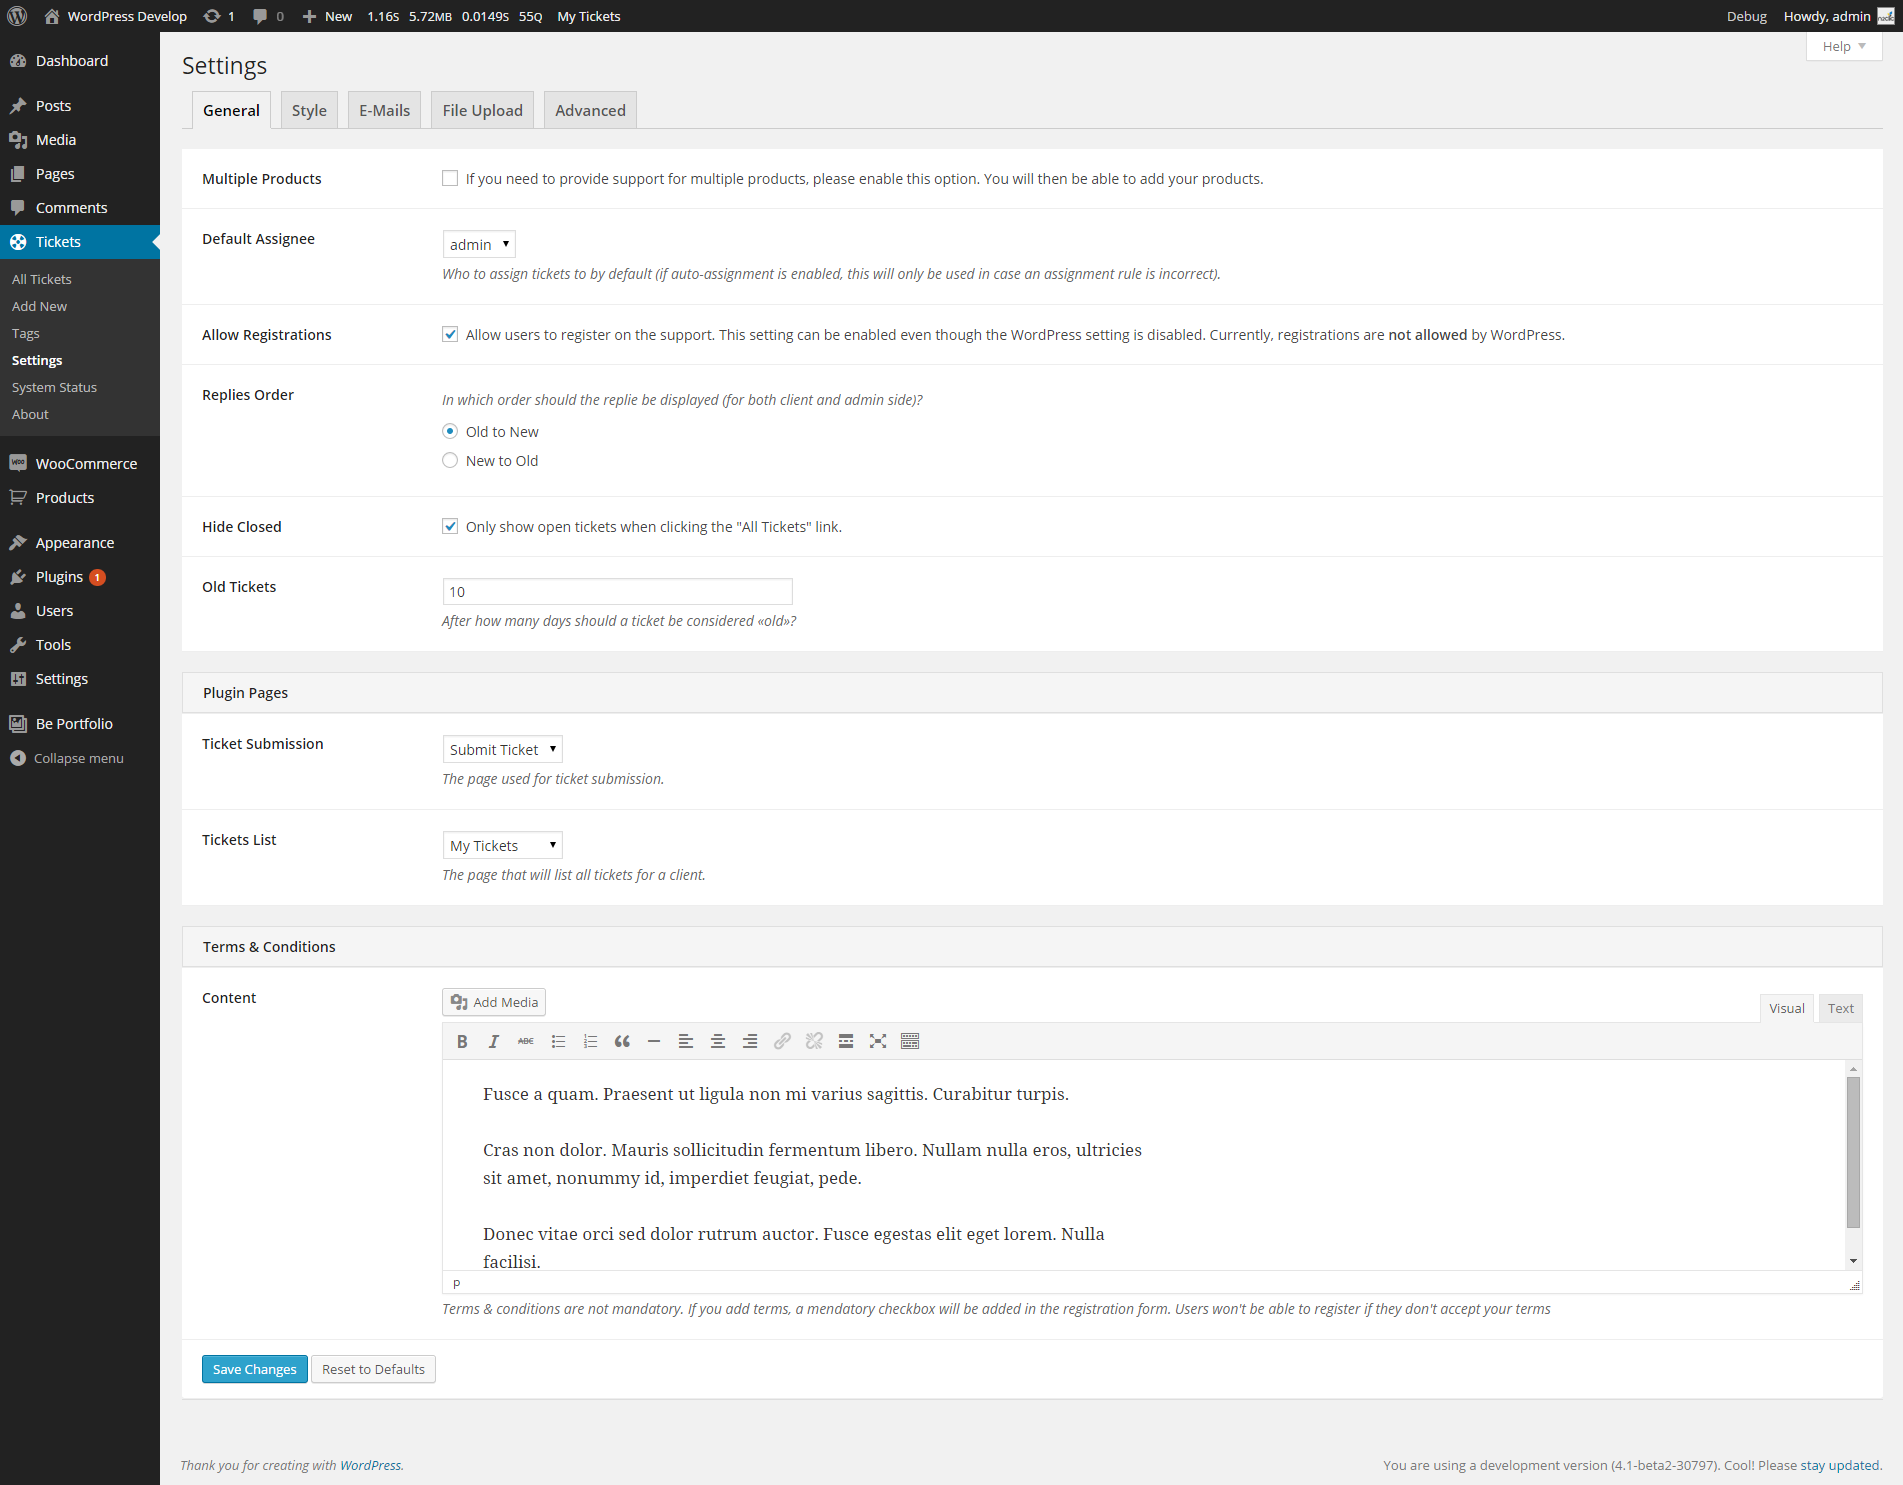 WordPress Develop 1 0 New 1.16S 5.72MB 0.0149S 55Q My Tickets Debug Howdy, admin
Help
Dashboard
Posts
Media
Pages
Comments
Tickets
All Tickets
Add New
Tags
Settings
System Status
About
WooCommerce
Products
Appearance
Plugins 1
Users
Tools
Settings
Be Portfolio
Collapse menu
Settings
General Style E-Mails File Upload Advanced
Multiple Products If you need to provide support for multiple products, please enable this option. You will then be able to add your products.
Default Assignee admin
Who to assign tickets to by default (if auto-assignment is enabled, this will only be used in case an assignment rule is incorrect).
Allow Registrations Allow users to register on the support. This setting can be enabled even though the WordPress setting is disabled. Currently, registrations are not allowed by WordPress.
Replies Order In which order should the replie be displayed (for both client and admin side)?
Old to New
New to Old
Hide Closed Only show open tickets when clicking the "All Tickets" link.
Old Tickets 10
After how many days should a ticket be considered «old»?
Plugin Pages
Ticket Submission Submit Ticket
The page used for ticket submission.
Tickets List My Tickets
The page that will list all tickets for a client.
Terms & Conditions
Content Add Media Visual Text
B I ABC
Fusce a quam. Praesent ut ligula non mi varius sagittis. Curabitur turpis.
Cras non dolor. Mauris sollicitudin fermentum libero. Nullam nulla eros, ultricies
sit amet, nonummy id, imperdiet feugiat, pede.
Donec vitae orci sed dolor rutrum auctor. Fusce egestas elit eget lorem. Nulla
facilisi.
p
Terms & conditions are not mandatory. If you add terms, a mendatory checkbox will be added in the registration form. Users won't be able to register if they don't accept your terms
Save Changes Reset to Defaults
Thank you for creating with WordPress. You are using a development version (4.1-beta2-30797). Cool! Please stay updated.